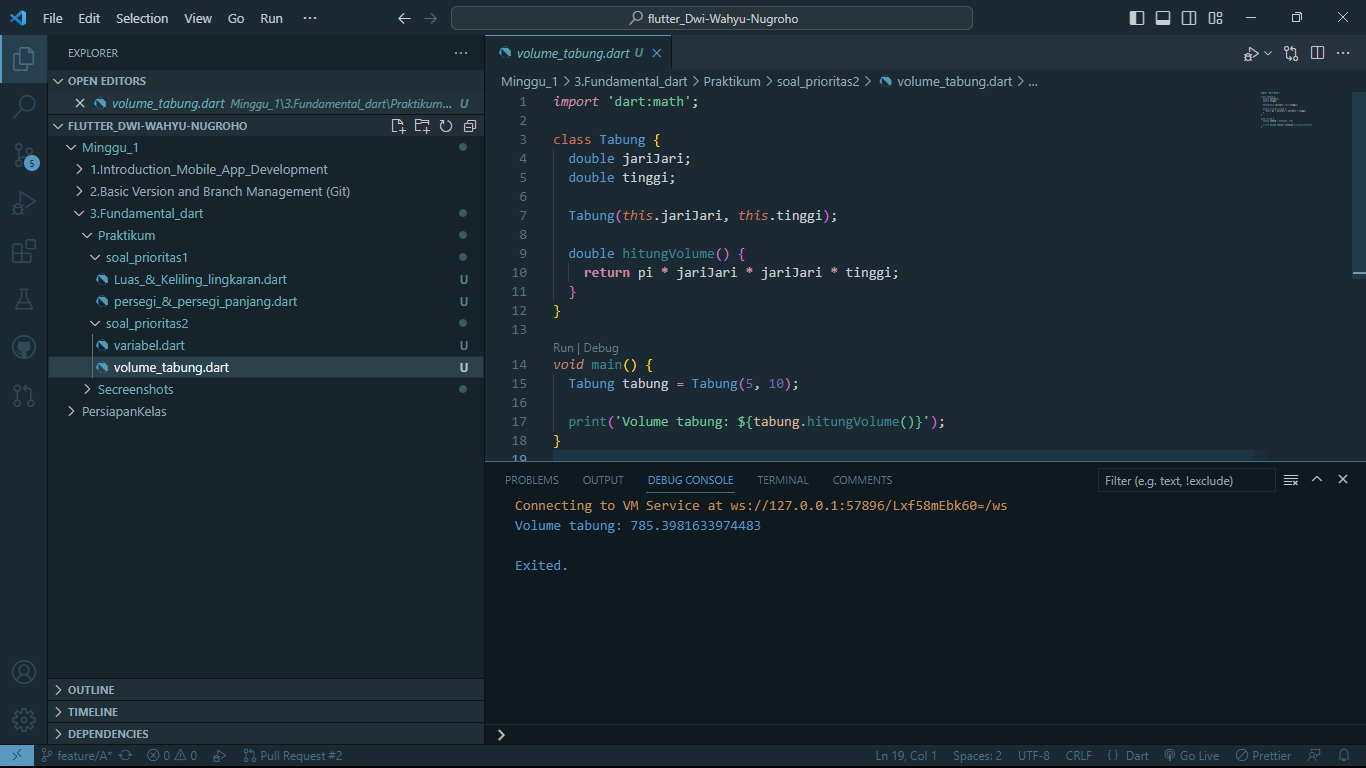 File Edit Selection View Go Run ··· flutter_Dwi-Wahyu-Nugroho
EXPLORER ···
OPEN EDITORS
volume_tabung.dart Minggu_1\3.Fundamental_dart\Praktikum... U
FLUTTER_DWI-WAHYU-NUGROHO
Minggu_1
1.Introduction_Mobile_App_Development
2.Basic Version and Branch Management (Git)
3.Fundamental_dart
Praktikum
soal_prioritas1
Luas_&_Keliling_lingkaran.dart U
persegi_&_persegi_panjang.dart U
soal_prioritas2
variabel.dart U
volume_tabung.dart U
Secreenshots
PersiapanKelas
5
OUTLINE
TIMELINE
DEPENDENCIES
volume_tabung.dart U
Minggu_1 > 3.Fundamental_dart > Praktikum > soal_prioritas2 > volume_tabung.dart > ...
1 import 'dart:math';
2
3 class Tabung {
4 double jariJari;
5 double tinggi;
6
7 Tabung(this.jariJari, this.tinggi);
8
9 double hitungVolume() {
10 return pi * jariJari * jariJari * tinggi;
11 }
12 }
13
Run | Debug
14 void main() {
15 Tabung tabung = Tabung(5, 10);
16
17 print('Volume tabung: ${tabung.hitungVolume()}');
18 }
19
PROBLEMS OUTPUT DEBUG CONSOLE TERMINAL COMMENTS Filter (e.g. text, !exclude)
Connecting to VM Service at ws://127.0.0.1:57896/Lxf58mEbk60=/ws
Volume tabung: 785.3981633974483
Exited.
feature/A* 0 0 Pull Request #2 Ln 19, Col 1 Spaces: 2 UTF-8 CRLF { } Dart Go Live Prettier